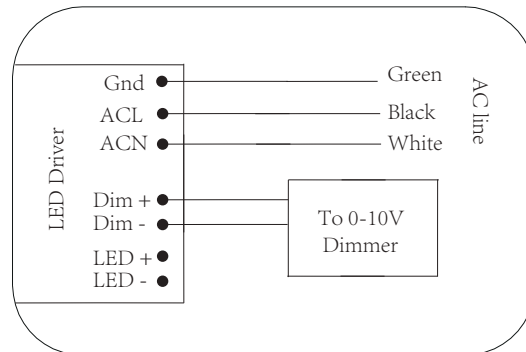 LED Driver
Gnd
ACL
ACN
Dim +
Dim -
LED +
LED -
Green
Black
White
AC line
To 0-10V
Dimmer